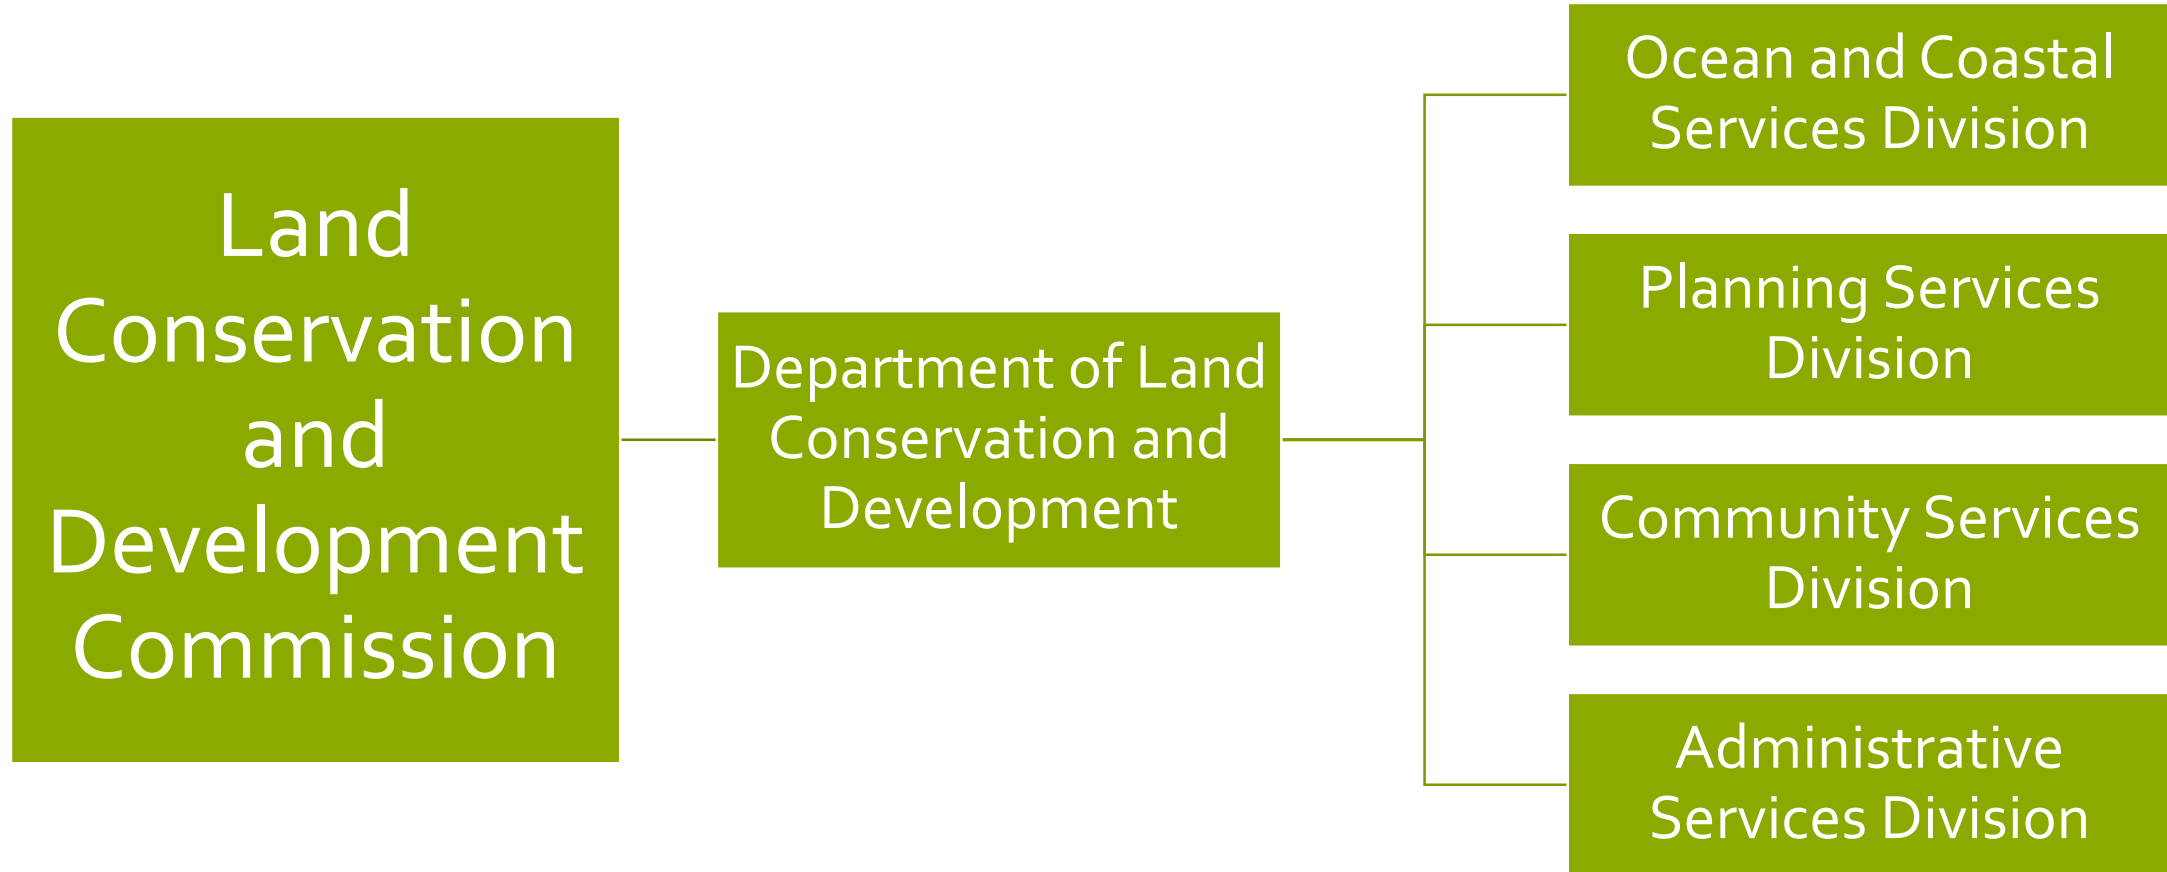 Land
Conservation
and
Development
Commission
Department of Land
Conservation and
Development
Ocean and Coastal
Services Division
Planning Services
Division
Community Services
Division
Administrative
Services Division